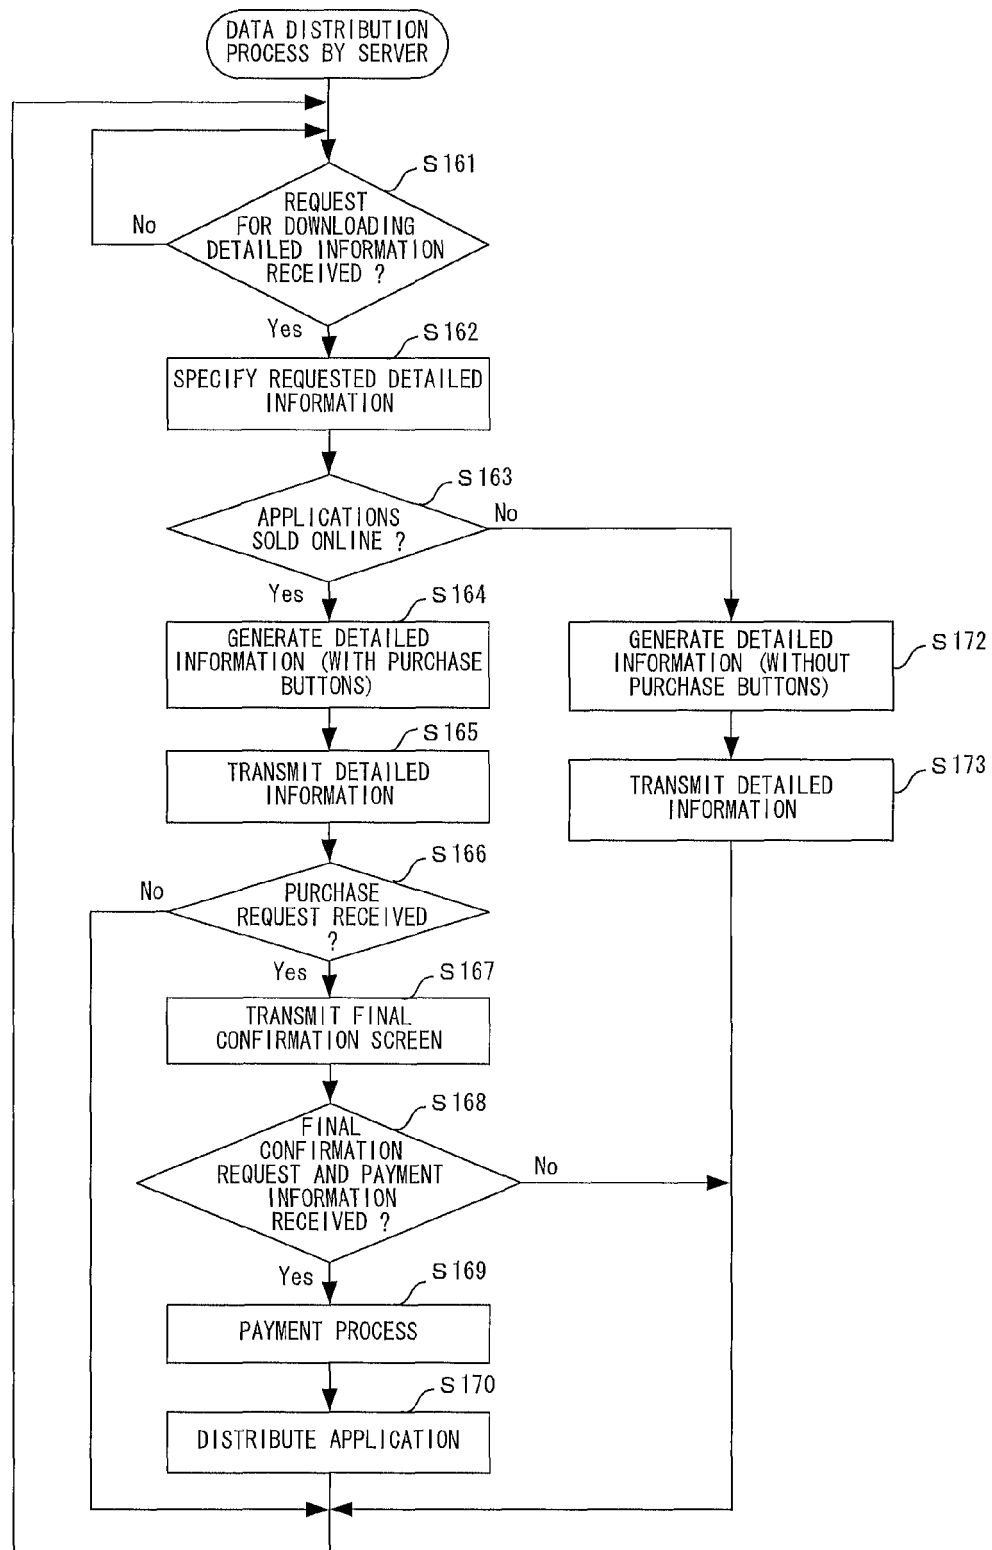 DATA DISTRIBUTION
PROCESS BY SERVER
S161
REQUEST
FOR DOWNLOADING
DETAILED INFORMATION
RECEIVED ?
No
Yes
S162
SPECIFY REQUESTED DETAILED
INFORMATION
S163
APPLICATIONS
SOLD ONLINE ?
No
Yes
S164
GENERATE DETAILED
INFORMATION (WITH PURCHASE
BUTTONS)
GENERATE DETAILED
INFORMATION (WITHOUT
PURCHASE BUTTONS)
S172
S165
TRANSMIT DETAILED
INFORMATION
TRANSMIT DETAILED
INFORMATION
S173
S166
No
PURCHASE
REQUEST RECEIVED
?
Yes
S167
TRANSMIT FINAL
CONFIRMATION SCREEN
S168
FINAL
CONFIRMATION
REQUEST AND PAYMENT
INFORMATION
RECEIVED ?
No
Yes
S169
PAYMENT PROCESS
S170
DISTRIBUTE APPLICATION